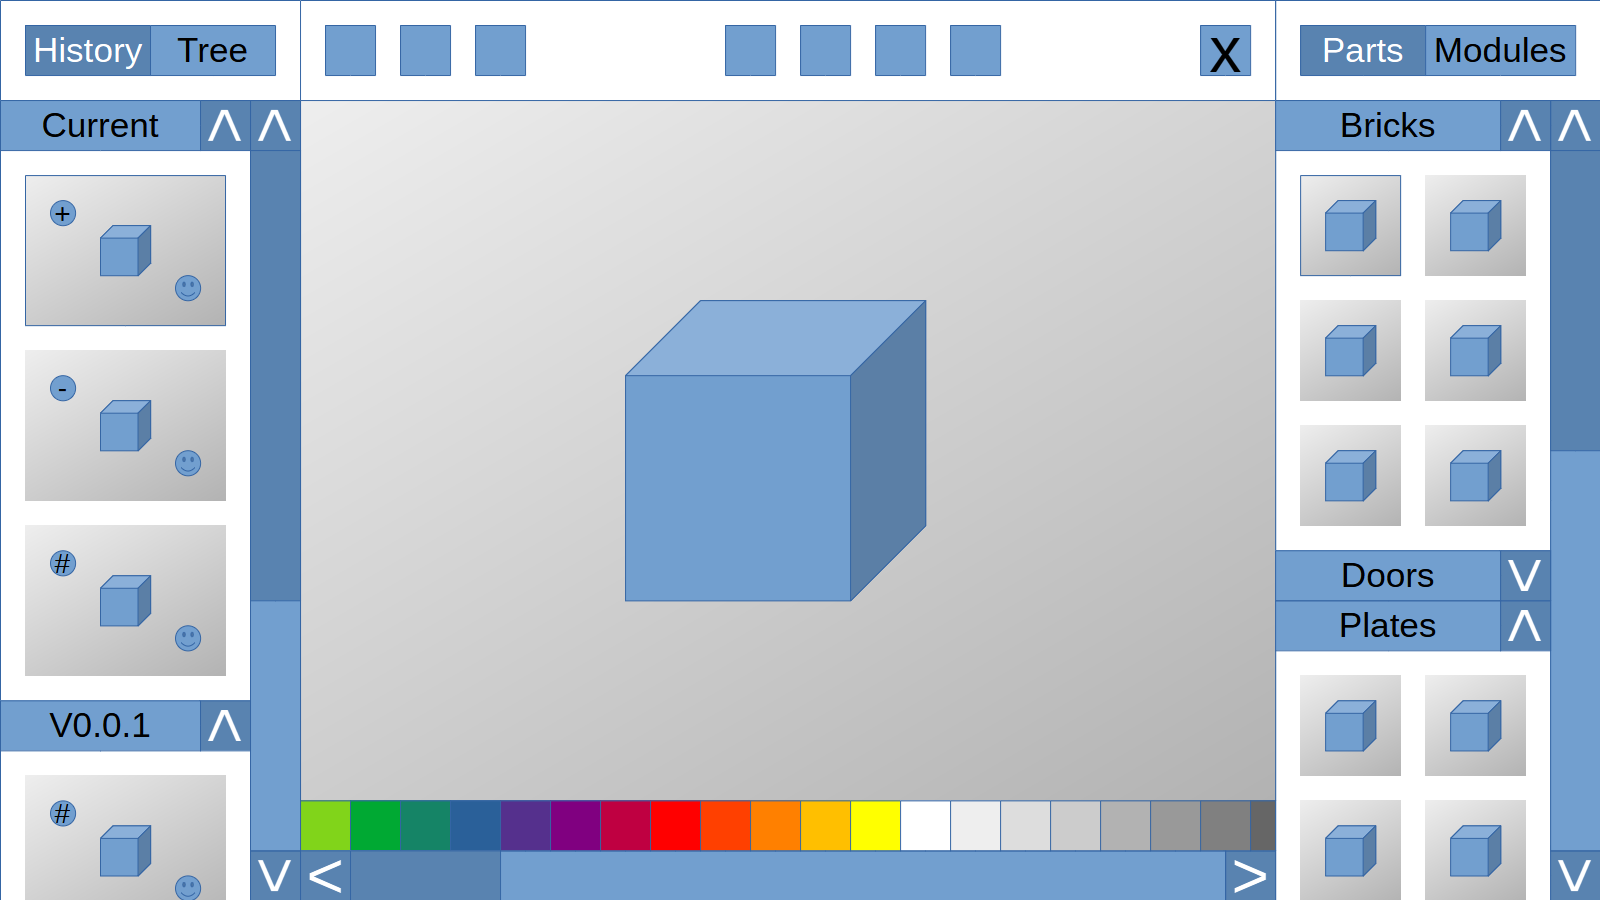 History Tree
X
Parts Modules
Current
Λ Λ
+
-
#
V0.0.1 Λ
#
V
< >
Bricks Λ Λ
Doors V
Plates Λ
V